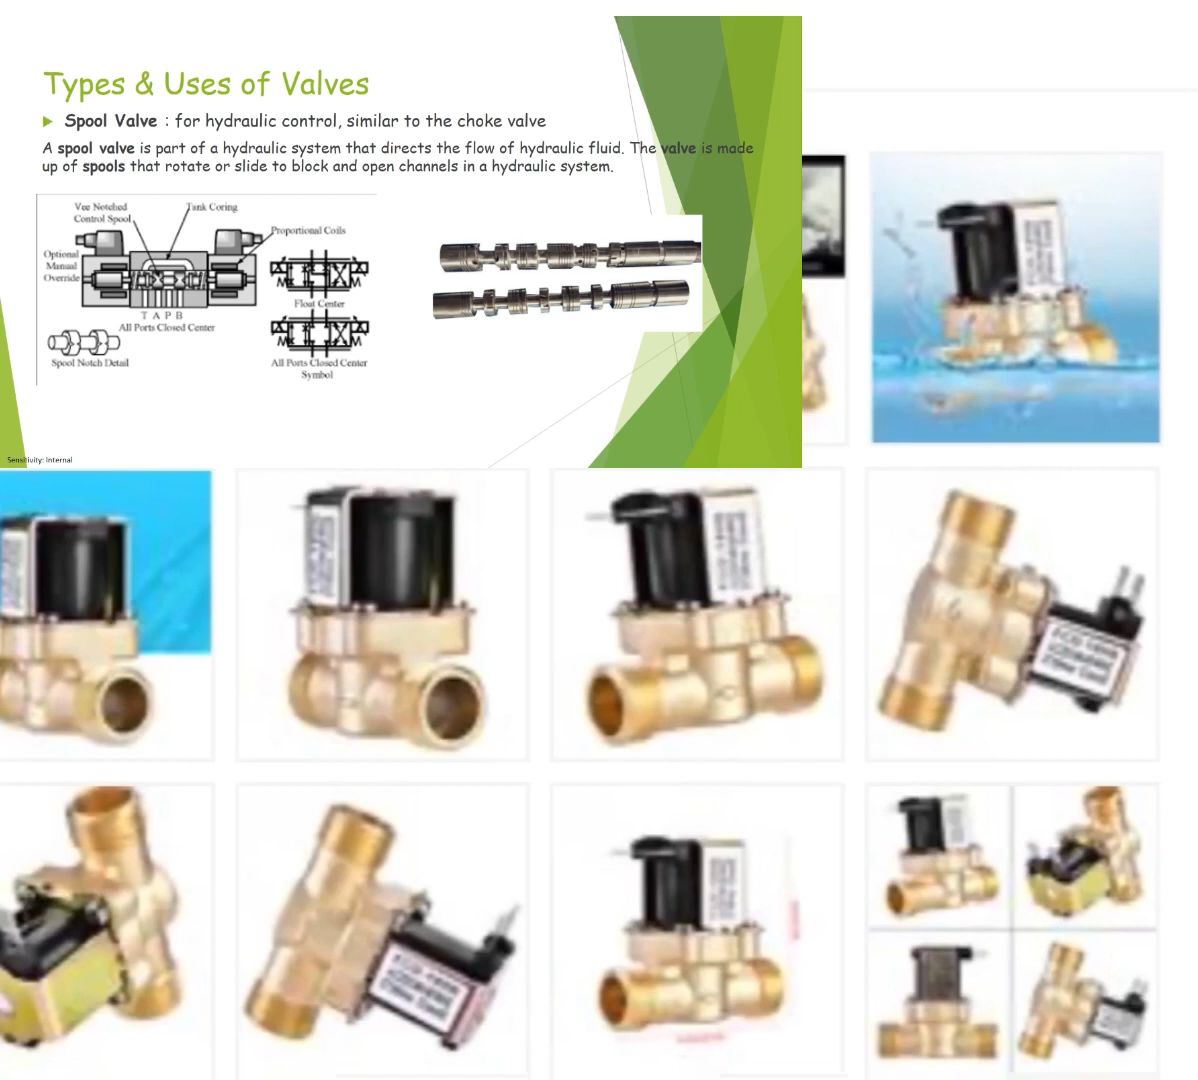 Types & Uses of Valves
Spool Valve : for hydraulic control, similar to the choke valve
A spool valve is part of a hydraulic system that directs the flow of hydraulic fluid. The valve is made
up of spools that rotate or slide to block and open channels in a hydraulic system.
Vee Notched
Control Spool
Tank Coring
Proportional Coils
Optional
Manual
Override
T A P B
All Ports Closed Center
Float Center
Spool Notch Detail
All Ports Closed Center
Symbol
Sensitivity: Internal